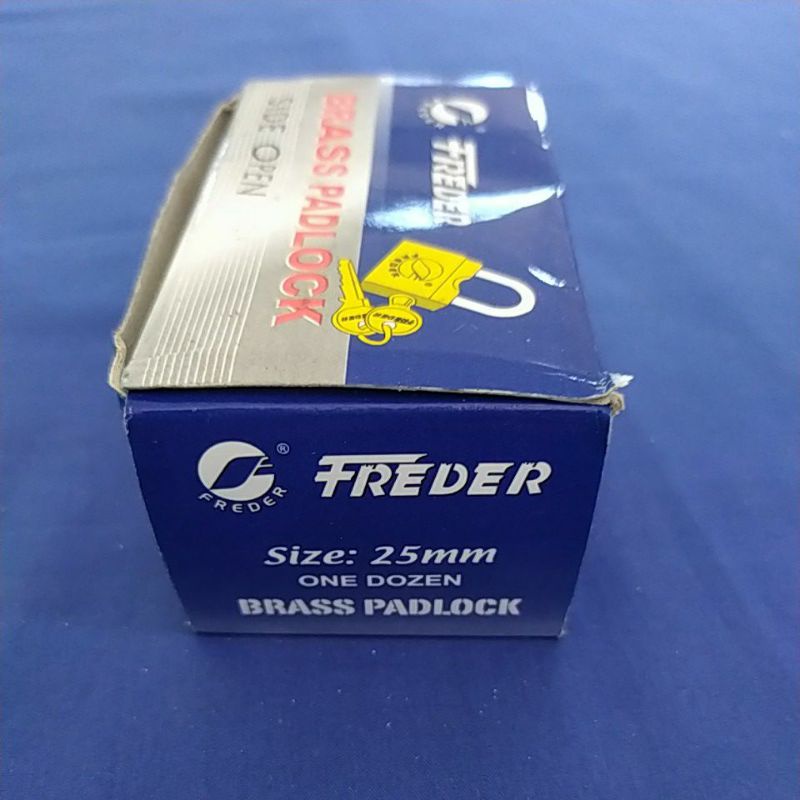 FREDER
BRASS PADLOCK
SIDE OPEN
FREDER
®
FREDER
Size: 25mm
ONE DOZEN
BRASS PADLOCK